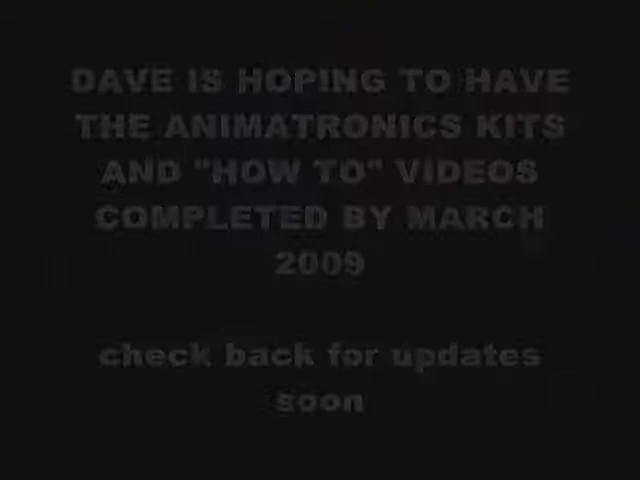 DAVE IS HOPING TO HAVE
THE ANIMATRONICS KITS
AND "HOW TO" VIDEOS
COMPLETED BY MARCH
2009
check back for updates
soon